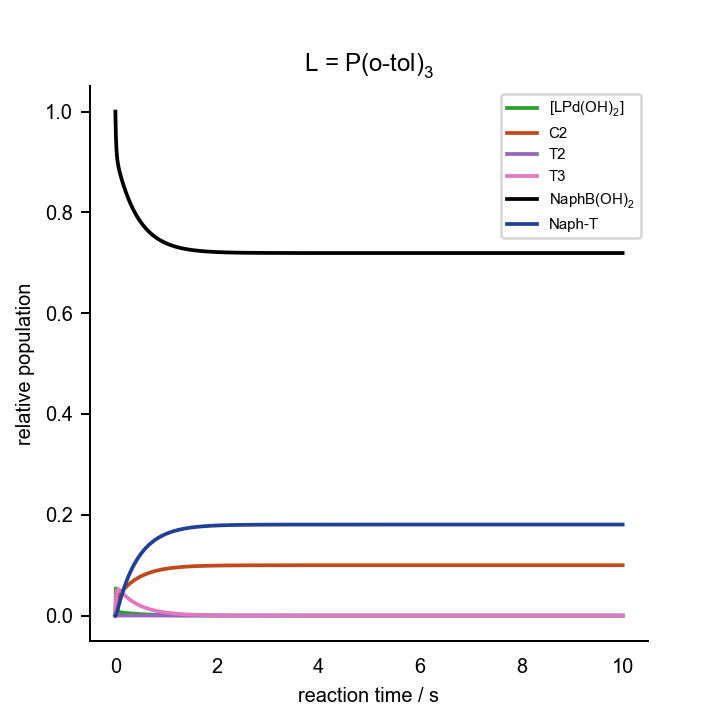 L = P(o-tol)₃
[LPd(OH)₂]
C2
T2
T3
NaphB(OH)₂
Naph-T
1.0
0.8
0.6
0.4
0.2
0.0
relative population
0 2 4 6 8 10
reaction time / s